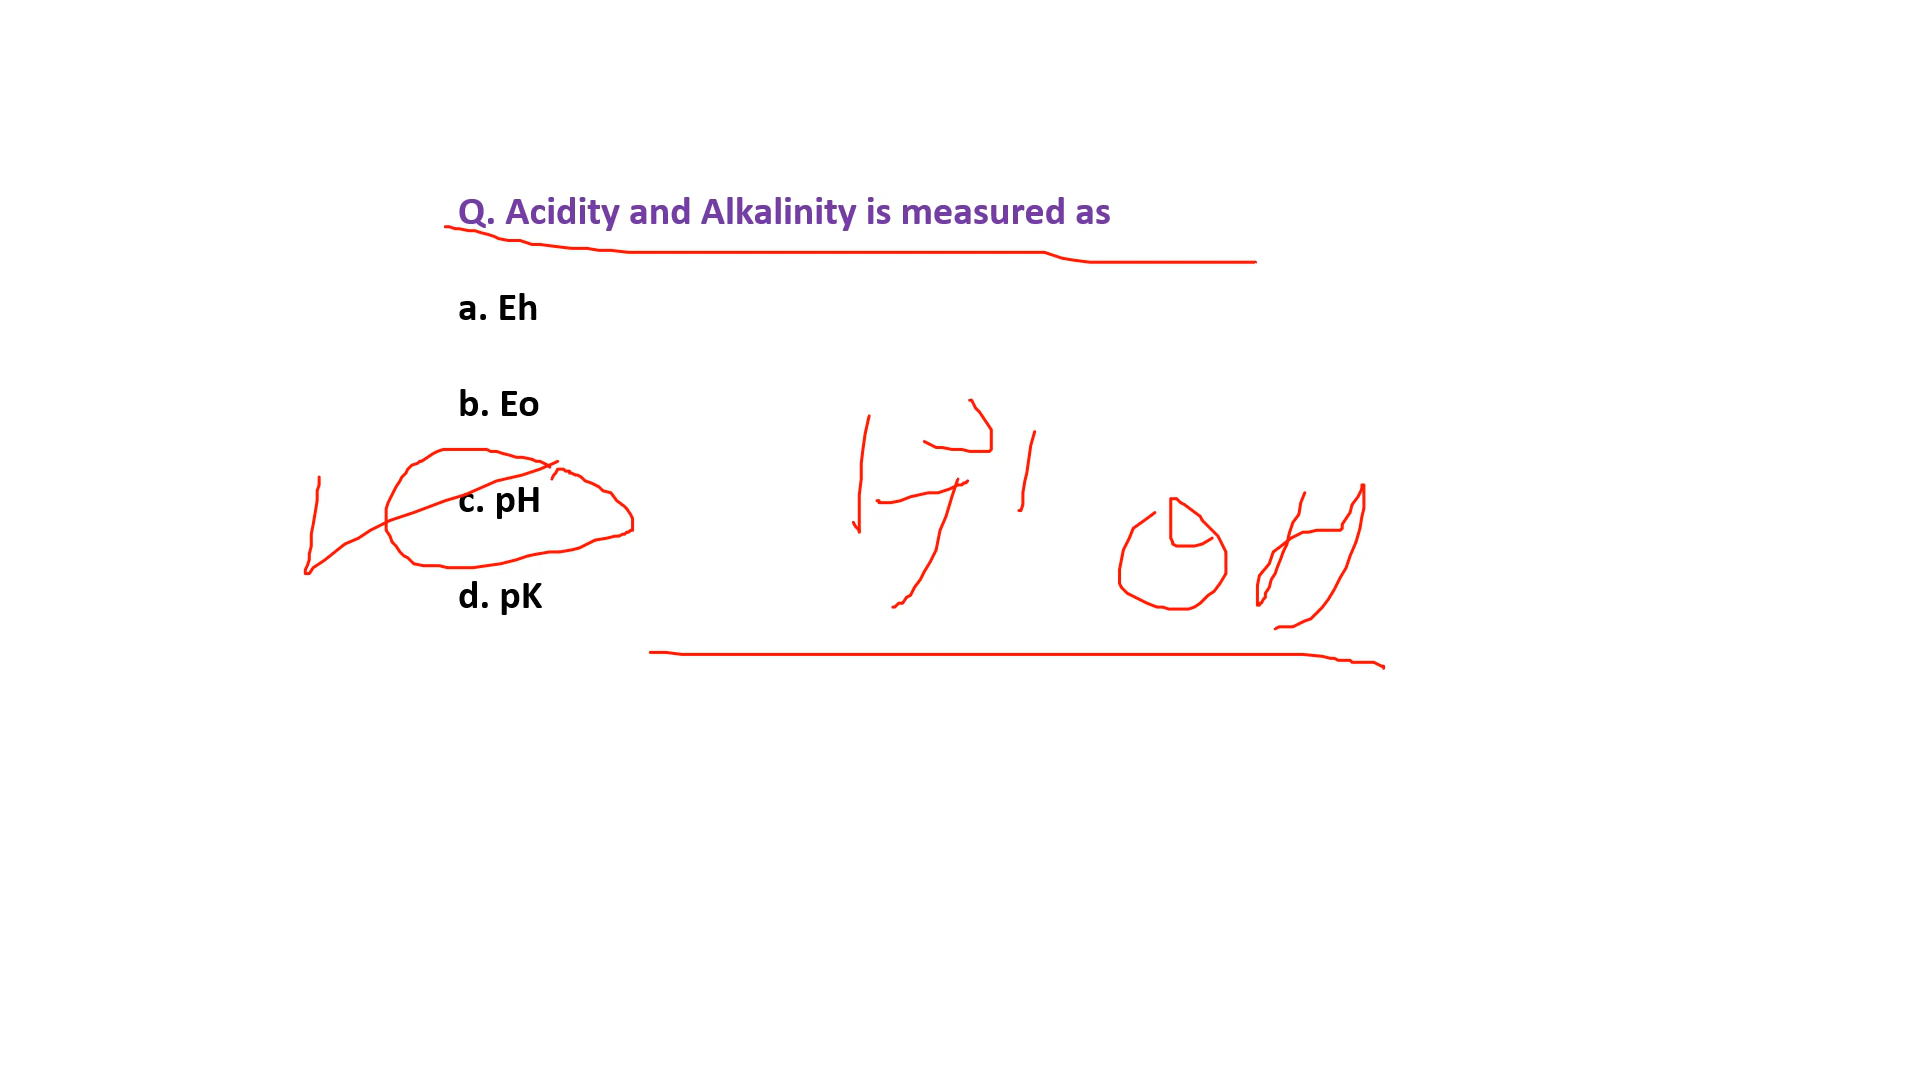 Q. Acidity and Alkalinity is measured as
a. Eh
b. Eo
c. pH
d. pK
OH